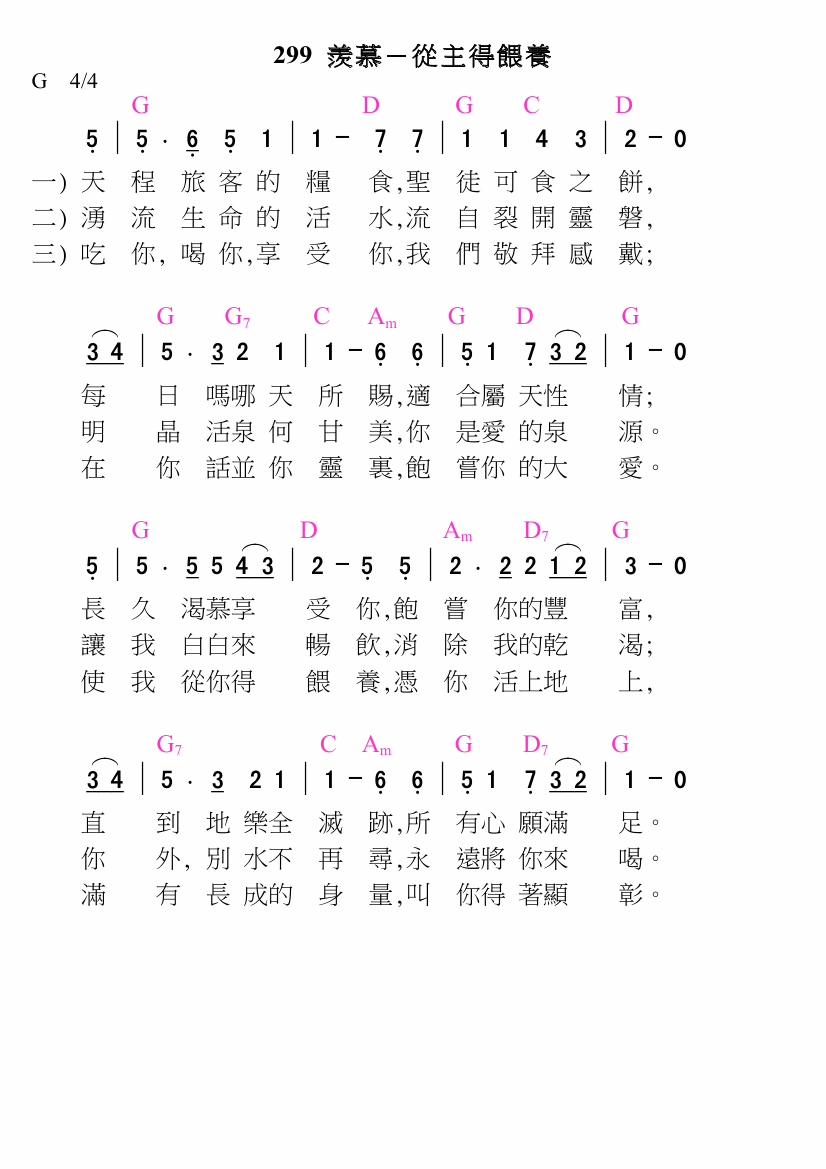 299 羨慕－從主得餵養
G 4/4
G D G C D
5 | 5 · 6 5 1 | 1 - 7 7 | 1 1 4 3 | 2 - 0
一) 天 程 旅 客 的 糧 食,聖 徒 可 食 之 餅,
二) 湧 流 生 命 的 活 水,流 自 裂 開 靈 磐,
三) 吃 你, 喝 你,享 受 你,我 們 敬 拜 感 戴;
G G7 C Am G D G
3 4 | 5 · 3 2 1 | 1 - 6 6 | 5 1 7 3 2 | 1 - 0
每 日 嗎哪 天 所 賜,適 合屬 天性 情;
明 晶 活泉 何 甘 美,你 是愛 的泉 源。
在 你 話並 你 靈 裏,飽 嘗你 的大 愛。
G D Am D7 G
5 | 5 · 5 5 4 3 | 2 - 5 5 | 2 · 2 2 1 2 | 3 - 0
長 久 渴慕享 受 你,飽 嘗 你的豐 富,
讓 我 白白來 暢 飲,消 除 我的乾 渴;
使 我 從你得 餵 養,憑 你 活上地 上,
G7 C Am G D7 G
3 4 | 5 · 3 2 1 | 1 - 6 6 | 5 1 7 3 2 | 1 - 0
直 到 地 樂全 滅 跡,所 有心 願滿 足。
你 外, 別 水不 再 尋,永 遠將 你來 喝。
滿 有 長 成的 身 量,叫 你得 著顯 彰。